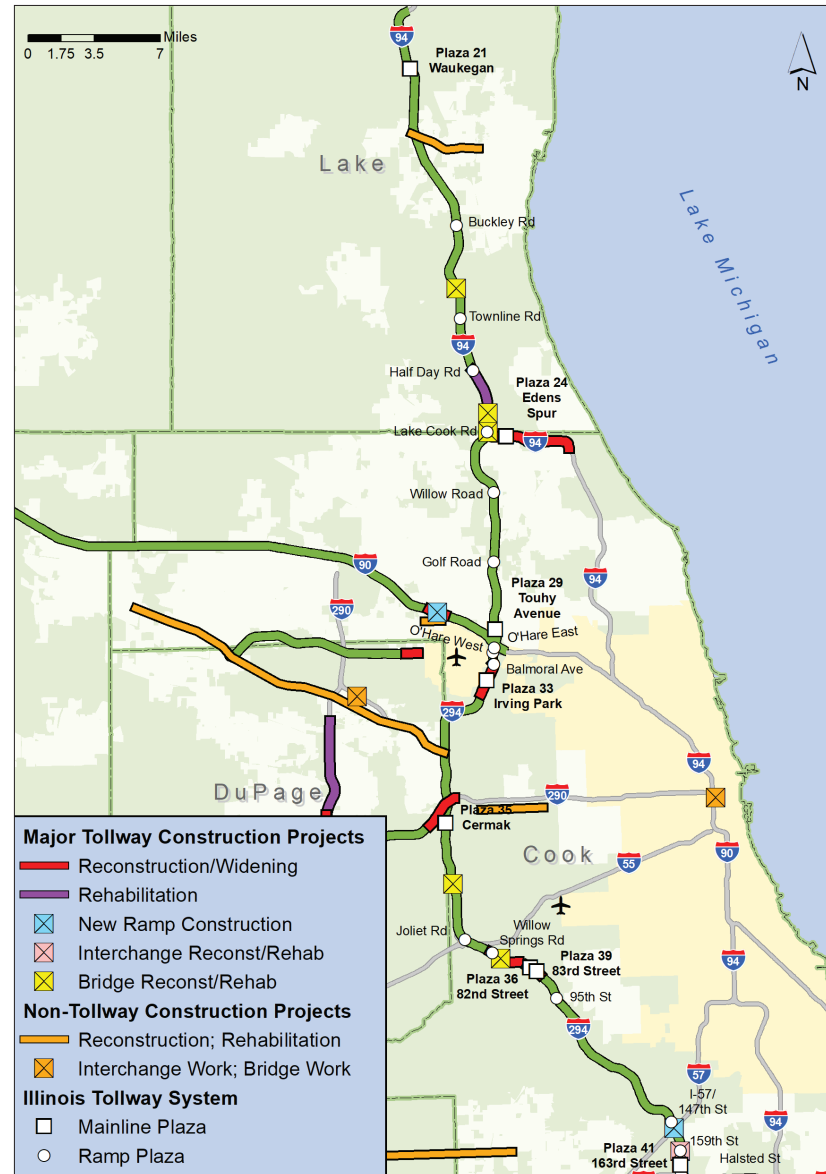 94
Plaza 21
Waukegan
Miles
0 1.75 3.5 7
N
Lake
Buckley Rd
Lake Michigan
Townline Rd
94
Half Day Rd
Plaza 24
Edens
Spur
Lake Cook Rd
94
Willow Road
Golf Road
90
94
290
Plaza 29
Touhy
Avenue
O'Hare West
O'Hare East
Balmoral Ave
Plaza 33
Irving Park
294
94
DuPage
290
Plaza 35
Cermak
Cook
90
55
Joliet Rd
Willow
Springs Rd
Plaza 39
83rd Street
Plaza 36
82nd Street
94
95th St
294
57
I-57/
147th St
94
159th St
Plaza 41
163rd Street
Halsted St
Major Tollway Construction Projects
Reconstruction/Widening
Rehabilitation
New Ramp Construction
Interchange Reconst/Rehab
Bridge Reconst/Rehab
Non-Tollway Construction Projects
Reconstruction; Rehabilitation
Interchange Work; Bridge Work
Illinois Tollway System
Mainline Plaza
Ramp Plaza